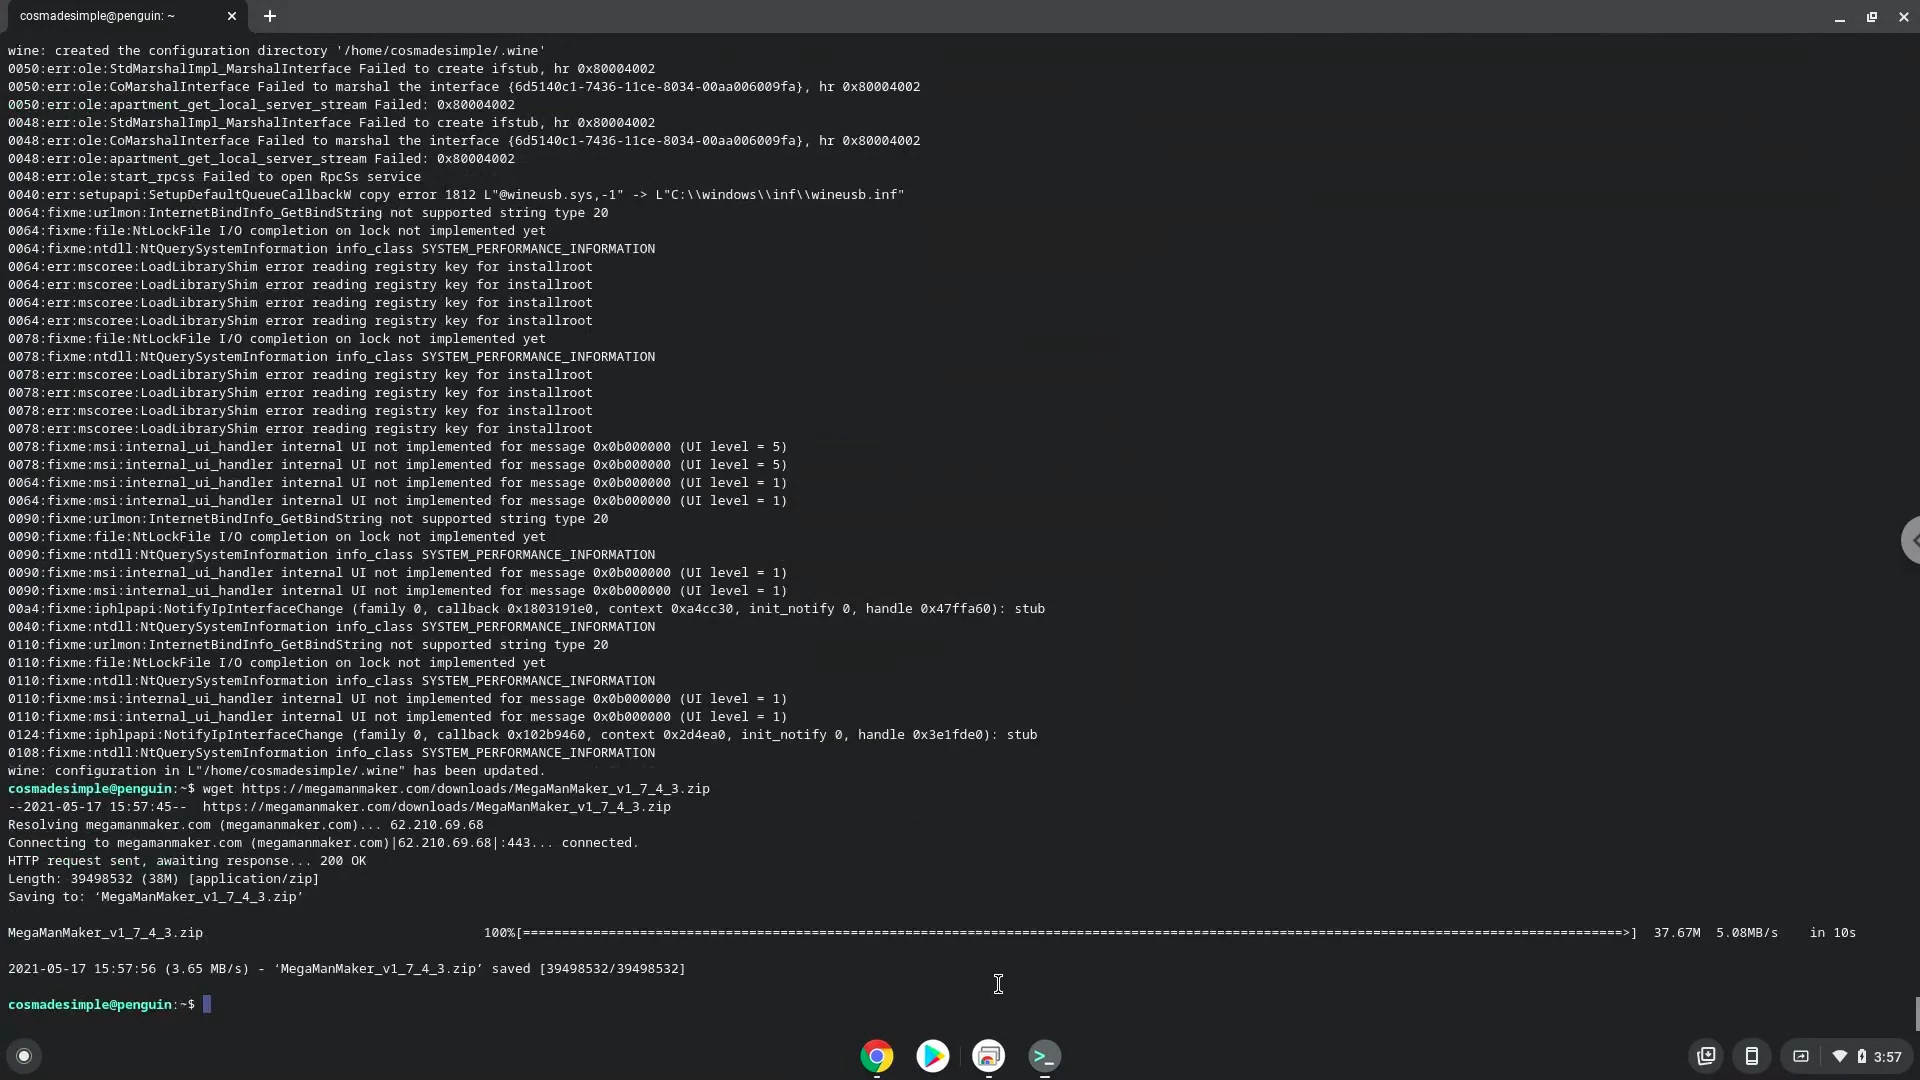 cosmadesimple@penguin: ~
wine: created the configuration directory '/home/cosmadesimple/.wine'
0050:err:ole:StdMarshalImpl_MarshalInterface Failed to create ifstub, hr 0x80004002
0050:err:ole:CoMarshalInterface Failed to marshal the interface {6d5140c1-7436-11ce-8034-00aa006009fa}, hr 0x80004002
0050:err:ole:apartment_get_local_server_stream Failed: 0x80004002
0048:err:ole:StdMarshalImpl_MarshalInterface Failed to create ifstub, hr 0x80004002
0048:err:ole:CoMarshalInterface Failed to marshal the interface {6d5140c1-7436-11ce-8034-00aa006009fa}, hr 0x80004002
0048:err:ole:apartment_get_local_server_stream Failed: 0x80004002
0048:err:ole:start_rpcss Failed to open RpcSs service
0040:err:setupapi:SetupDefaultQueueCallbackW copy error 1812 L"@wineusb.sys,-1" -> L"C:\\windows\\inf\\wineusb.inf"
0064:fixme:urlmon:InternetBindInfo_GetBindString not supported string type 20
0064:fixme:file:NtLockFile I/O completion on lock not implemented yet
0064:fixme:ntdll:NtQuerySystemInformation info_class SYSTEM_PERFORMANCE_INFORMATION
0064:err:mscoree:LoadLibraryShim error reading registry key for installroot
0064:err:mscoree:LoadLibraryShim error reading registry key for installroot
0064:err:mscoree:LoadLibraryShim error reading registry key for installroot
0064:err:mscoree:LoadLibraryShim error reading registry key for installroot
0078:fixme:file:NtLockFile I/O completion on lock not implemented yet
0078:fixme:ntdll:NtQuerySystemInformation info_class SYSTEM_PERFORMANCE_INFORMATION
0078:err:mscoree:LoadLibraryShim error reading registry key for installroot
0078:err:mscoree:LoadLibraryShim error reading registry key for installroot
0078:err:mscoree:LoadLibraryShim error reading registry key for installroot
0078:err:mscoree:LoadLibraryShim error reading registry key for installroot
0078:fixme:msi:internal_ui_handler internal UI not implemented for message 0x0b000000 (UI level = 5)
0078:fixme:msi:internal_ui_handler internal UI not implemented for message 0x0b000000 (UI level = 5)
0064:fixme:msi:internal_ui_handler internal UI not implemented for message 0x0b000000 (UI level = 1)
0064:fixme:msi:internal_ui_handler internal UI not implemented for message 0x0b000000 (UI level = 1)
0090:fixme:urlmon:InternetBindInfo_GetBindString not supported string type 20
0090:fixme:file:NtLockFile I/O completion on lock not implemented yet
0090:fixme:ntdll:NtQuerySystemInformation info_class SYSTEM_PERFORMANCE_INFORMATION
0090:fixme:msi:internal_ui_handler internal UI not implemented for message 0x0b000000 (UI level = 1)
0090:fixme:msi:internal_ui_handler internal UI not implemented for message 0x0b000000 (UI level = 1)
00a4:fixme:iphlpapi:NotifyIpInterfaceChange (family 0, callback 0x1803191e0, context 0xa4cc30, init_notify 0, handle 0x47ffa60): stub
0040:fixme:ntdll:NtQuerySystemInformation info_class SYSTEM_PERFORMANCE_INFORMATION
0110:fixme:urlmon:InternetBindInfo_GetBindString not supported string type 20
0110:fixme:file:NtLockFile I/O completion on lock not implemented yet
0110:fixme:ntdll:NtQuerySystemInformation info_class SYSTEM_PERFORMANCE_INFORMATION
0110:fixme:msi:internal_ui_handler internal UI not implemented for message 0x0b000000 (UI level = 1)
0110:fixme:msi:internal_ui_handler internal UI not implemented for message 0x0b000000 (UI level = 1)
0124:fixme:iphlpapi:NotifyIpInterfaceChange (family 0, callback 0x102b9460, context 0x2d4ea0, init_notify 0, handle 0x3e1fde0): stub
0108:fixme:ntdll:NtQuerySystemInformation info_class SYSTEM_PERFORMANCE_INFORMATION
wine: configuration in L"/home/cosmadesimple/.wine" has been updated.
cosmadesimple@penguin:~$ wget https://megamanmaker.com/downloads/MegaManMaker_v1_7_4_3.zip
--2021-05-17 15:57:45--  https://megamanmaker.com/downloads/MegaManMaker_v1_7_4_3.zip
Resolving megamanmaker.com (megamanmaker.com)... 62.210.69.68
Connecting to megamanmaker.com (megamanmaker.com)|62.210.69.68|:443... connected.
HTTP request sent, awaiting response... 200 OK
Length: 39498532 (38M) [application/zip]
Saving to: ‘MegaManMaker_v1_7_4_3.zip’
MegaManMaker_v1_7_4_3.zip 100%[=============================================================================================================================================>] 37.67M 5.08MB/s in 10s
2021-05-17 15:57:56 (3.65 MB/s) - ‘MegaManMaker_v1_7_4_3.zip’ saved [39498532/39498532]
cosmadesimple@penguin:~$
3:57